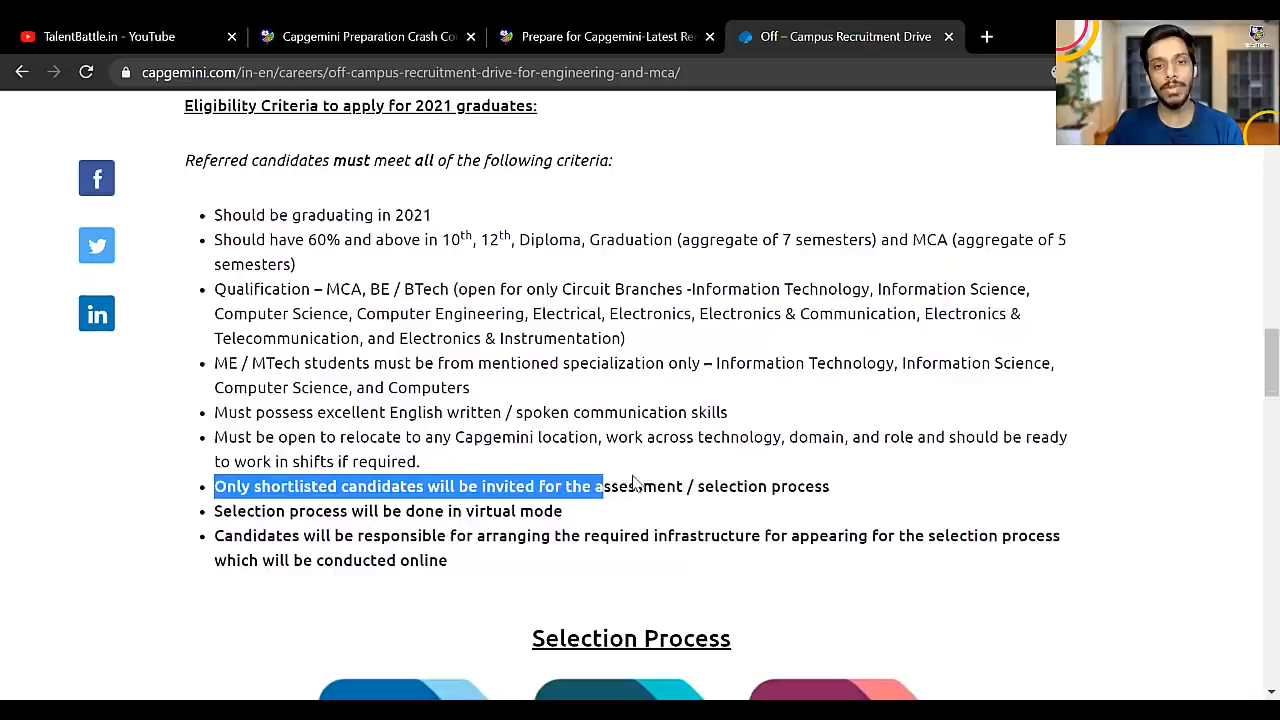 TalentBattle.in - YouTube
Capgemini Preparation Crash Co
Prepare for Capgemini-Latest Re
Off – Campus Recruitment Drive
capgemini.com/in-en/careers/off-campus-recruitment-drive-for-engineering-and-mca/
Eligibility Criteria to apply for 2021 graduates:
Referred candidates must meet all of the following criteria:
• Should be graduating in 2021
• Should have 60% and above in 10th, 12th, Diploma, Graduation (aggregate of 7 semesters) and MCA (aggregate of 5
semesters)
• Qualification – MCA, BE / BTech (open for only Circuit Branches -Information Technology, Information Science,
Computer Science, Computer Engineering, Electrical, Electronics, Electronics & Communication, Electronics &
Telecommunication, and Electronics & Instrumentation)
• ME / MTech students must be from mentioned specialization only – Information Technology, Information Science,
Computer Science, and Computers
• Must possess excellent English written / spoken communication skills
• Must be open to relocate to any Capgemini location, work across technology, domain, and role and should be ready
to work in shifts if required.
• Only shortlisted candidates will be invited for the assessment / selection process
• Selection process will be done in virtual mode
• Candidates will be responsible for arranging the required infrastructure for appearing for the selection process
which will be conducted online
Selection Process